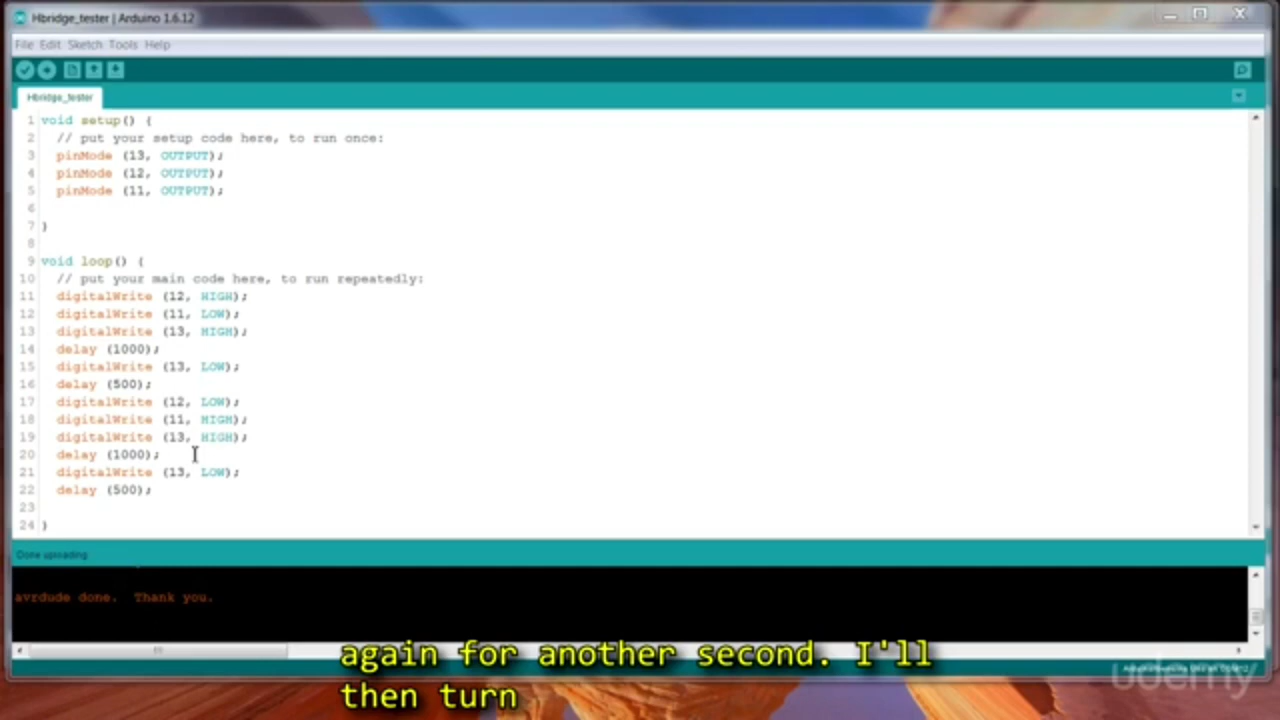 Hbridge_tester | Arduino 1.6.12
File Edit Sketch Tools Help
Hbridge_tester
1 void setup() {
2 // put your setup code here, to run once:
3 pinMode (13, OUTPUT);
4 pinMode (12, OUTPUT);
5 pinMode (11, OUTPUT);
6
7 }
8
9 void loop() {
10 // put your main code here, to run repeatedly:
11 digitalWrite (12, HIGH);
12 digitalWrite (11, LOW);
13 digitalWrite (13, HIGH);
14 delay (1000);
15 digitalWrite (13, LOW);
16 delay (500);
17 digitalWrite (12, LOW);
18 digitalWrite (11, HIGH);
19 digitalWrite (13, HIGH);
20 delay (1000);
21 digitalWrite (13, LOW);
22 delay (500);
23
24 }
Done uploading
avrdude done. Thank you.
again for another second. I'll
then turn
udemy